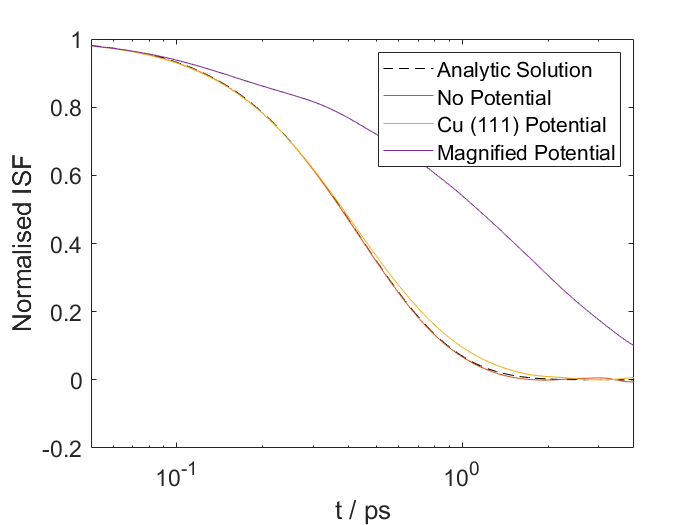 1
0.8
0.6
0.4
0.2
0
-0.2
Normalised ISF
Analytic Solution
No Potential
Cu (111) Potential
Magnified Potential
10-1
100
t / ps